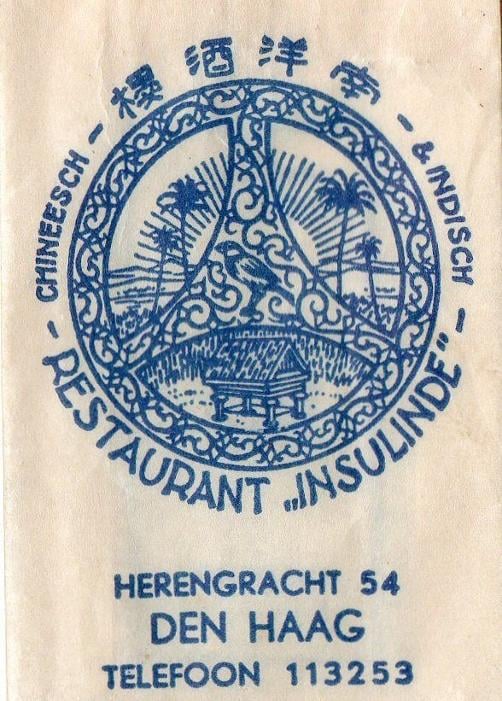 南洋酒樓
– CHINEESCH –
– & INDISCH –
RESTAURANT „INSULINDE”
HERENGRACHT 54
DEN HAAG
TELEFOON 113253